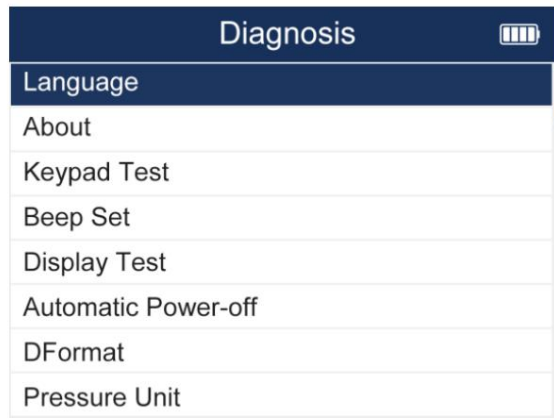 Diagnosis
Language
About
Keypad Test
Beep Set
Display Test
Automatic Power-off
DFormat
Pressure Unit